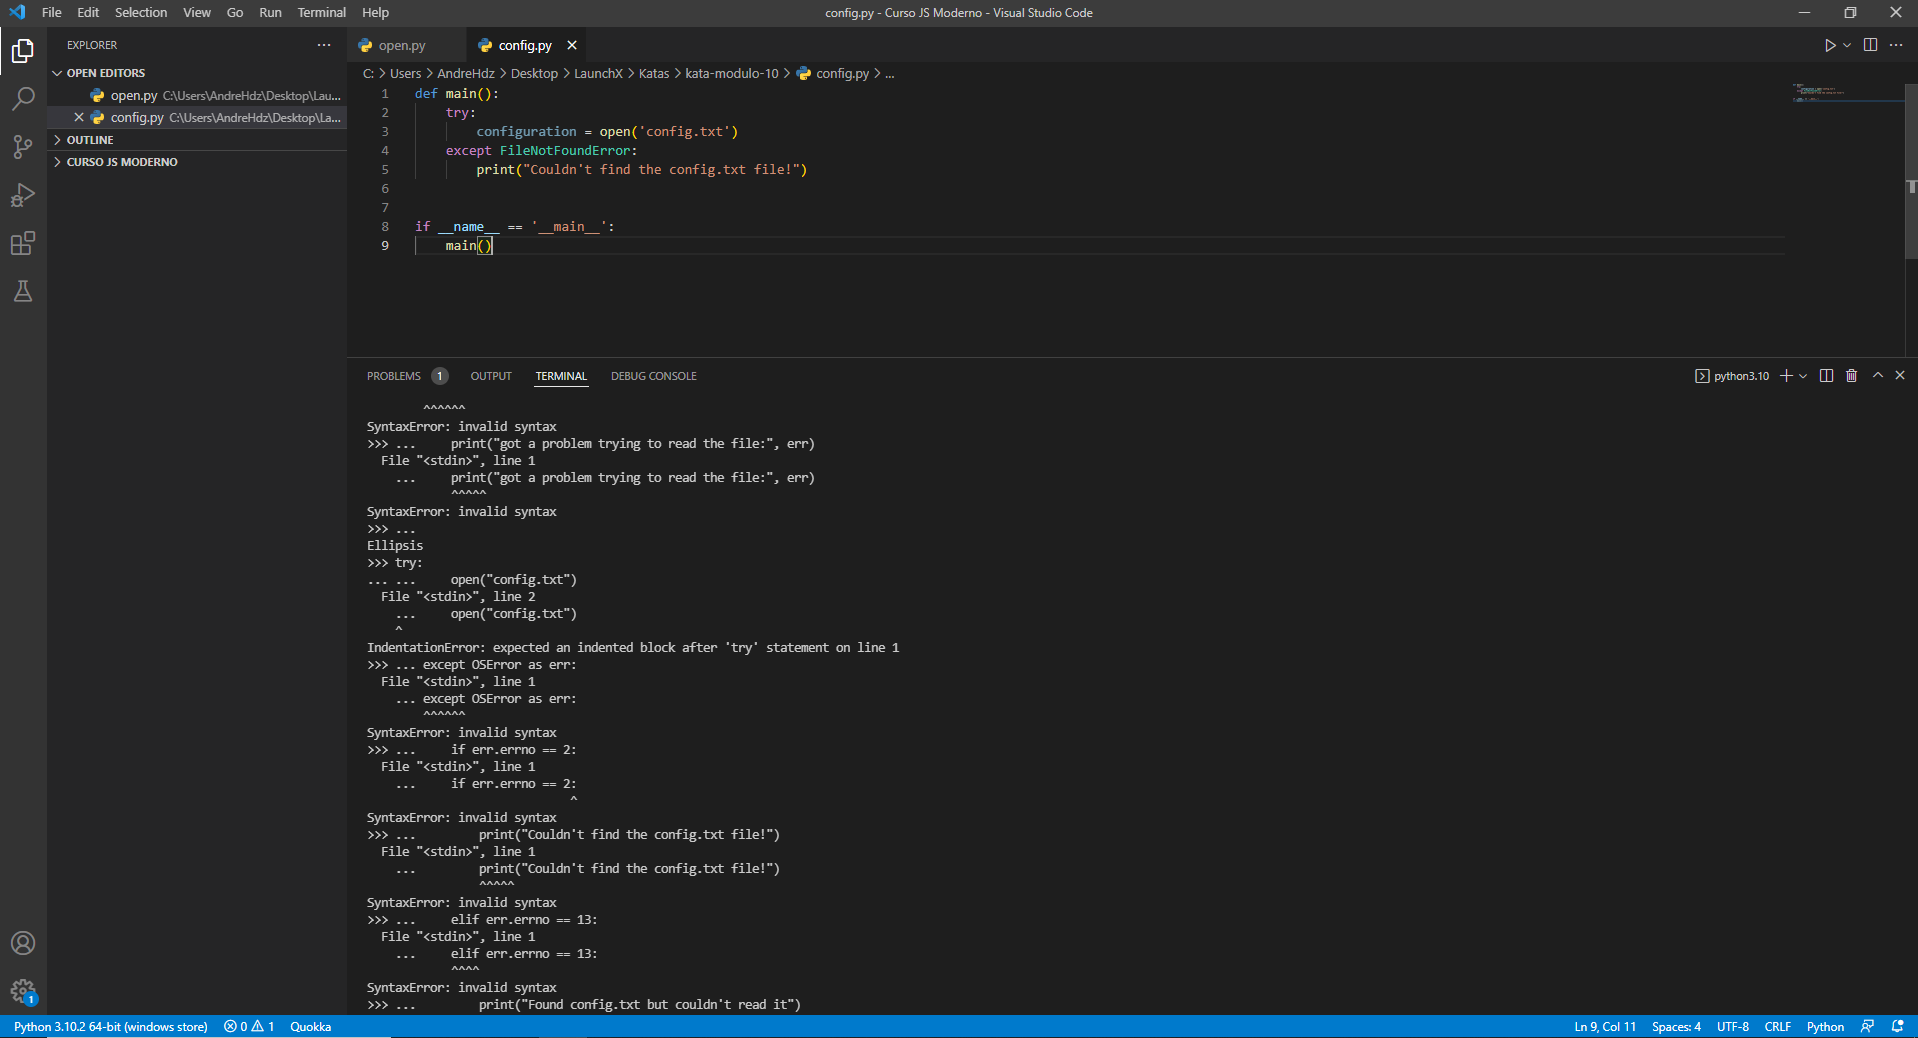 File Edit Selection View Go Run Terminal Help
config.py - Curso JS Moderno - Visual Studio Code
EXPLORER
OPEN EDITORS
open.py C:\Users\AndreHdz\Desktop\Lau...
config.py C:\Users\AndreHdz\Desktop\La...
OUTLINE
CURSO JS MODERNO
open.py
config.py
C: > Users > AndreHdz > Desktop > LaunchX > Katas > kata-modulo-10 > config.py > ...
1 def main():
2     try:
3         configuration = open('config.txt')
4     except FileNotFoundError:
5         print("Couldn't find the config.txt file!")
6
7
8 if __name__ == '__main__':
9     main()
PROBLEMS 1 OUTPUT TERMINAL DEBUG CONSOLE
python3.10
        ^^^^^^
SyntaxError: invalid syntax
>>> ...     print("got a problem trying to read the file:", err)
  File "<stdin>", line 1
    ...     print("got a problem trying to read the file:", err)
            ^^^^^
SyntaxError: invalid syntax
>>> ...
Ellipsis
>>> try:
... ...     open("config.txt")
  File "<stdin>", line 2
    ...     open("config.txt")
    ^
IndentationError: expected an indented block after 'try' statement on line 1
>>> ... except OSError as err:
  File "<stdin>", line 1
    ... except OSError as err:
        ^^^^^^
SyntaxError: invalid syntax
>>> ...     if err.errno == 2:
  File "<stdin>", line 1
    ...     if err.errno == 2:
                             ^
SyntaxError: invalid syntax
>>> ...         print("Couldn't find the config.txt file!")
  File "<stdin>", line 1
    ...         print("Couldn't find the config.txt file!")
                ^^^^^
SyntaxError: invalid syntax
>>> ...     elif err.errno == 13:
  File "<stdin>", line 1
    ...     elif err.errno == 13:
            ^^^^
SyntaxError: invalid syntax
>>> ...         print("Found config.txt but couldn't read it")
1
Python 3.10.2 64-bit (windows store) 0 1 Quokka
Ln 9, Col 11 Spaces: 4 UTF-8 CRLF Python